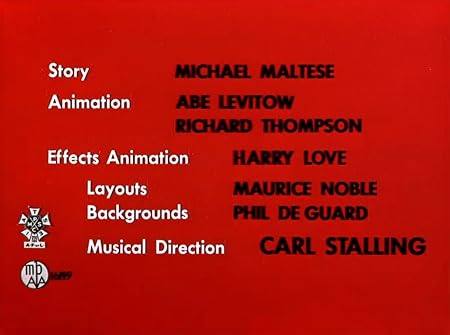 Story MICHAEL MALTESE
Animation ABE LEVITOW
RICHARD THOMPSON
Effects Animation HARRY LOVE
Layouts MAURICE NOBLE
Backgrounds PHIL DE GUARD
Musical Direction CARL STALLING
MPAA